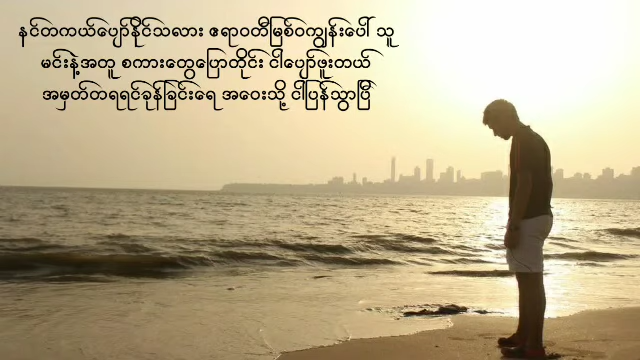 နင်တကယ်ပျော်နိုင်သလား ဧရာဝတီမြစ်ဝကျွန်းပေါ် သူ
မင်းနဲ့အတူ စကားတွေပြောတိုင်း ငါပျော်ဖူးတယ်
အမှတ်တရရင်ခုန်ခြင်းရေ အဝေးသို့ ငါပြန်သွာပြီ